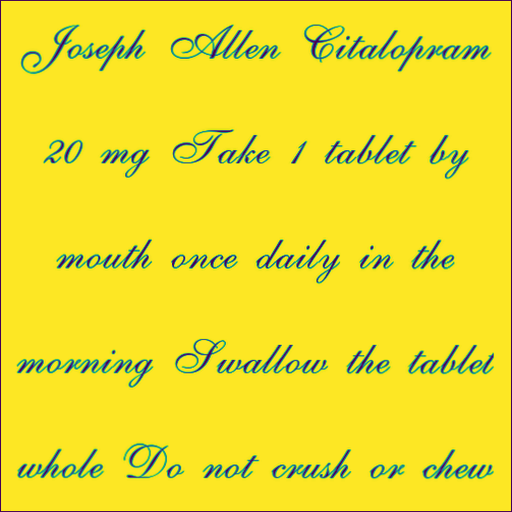 Joseph Allen Citalopram
20 mg Take 1 tablet by
mouth once daily in the
morning Swallow the tablet
whole Do not crush or chew